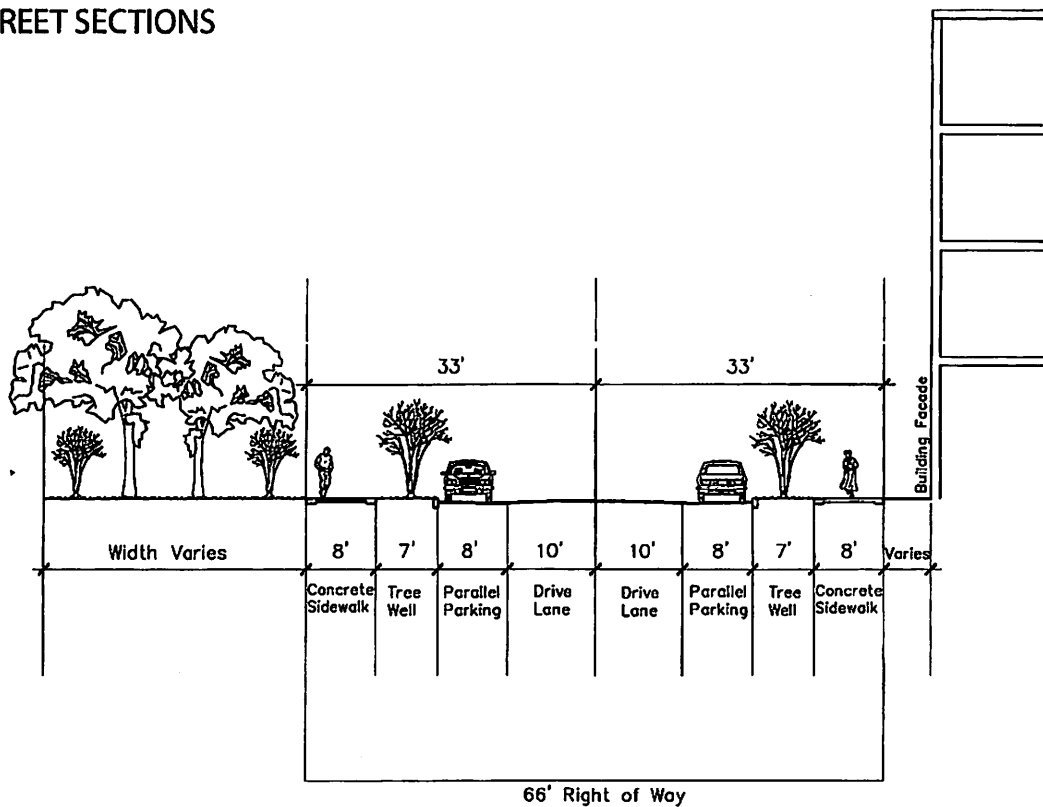 REET SECTIONS
33' 33'
Building Facade
Width Varies 8' 7' 8' 10' 10' 8' 7' 8' Varies
Concrete Tree Parallel Drive Drive Parallel Tree Concrete
Sidewalk Well Parking Lane Lane Parking Well Sidewalk
66' Right of Way